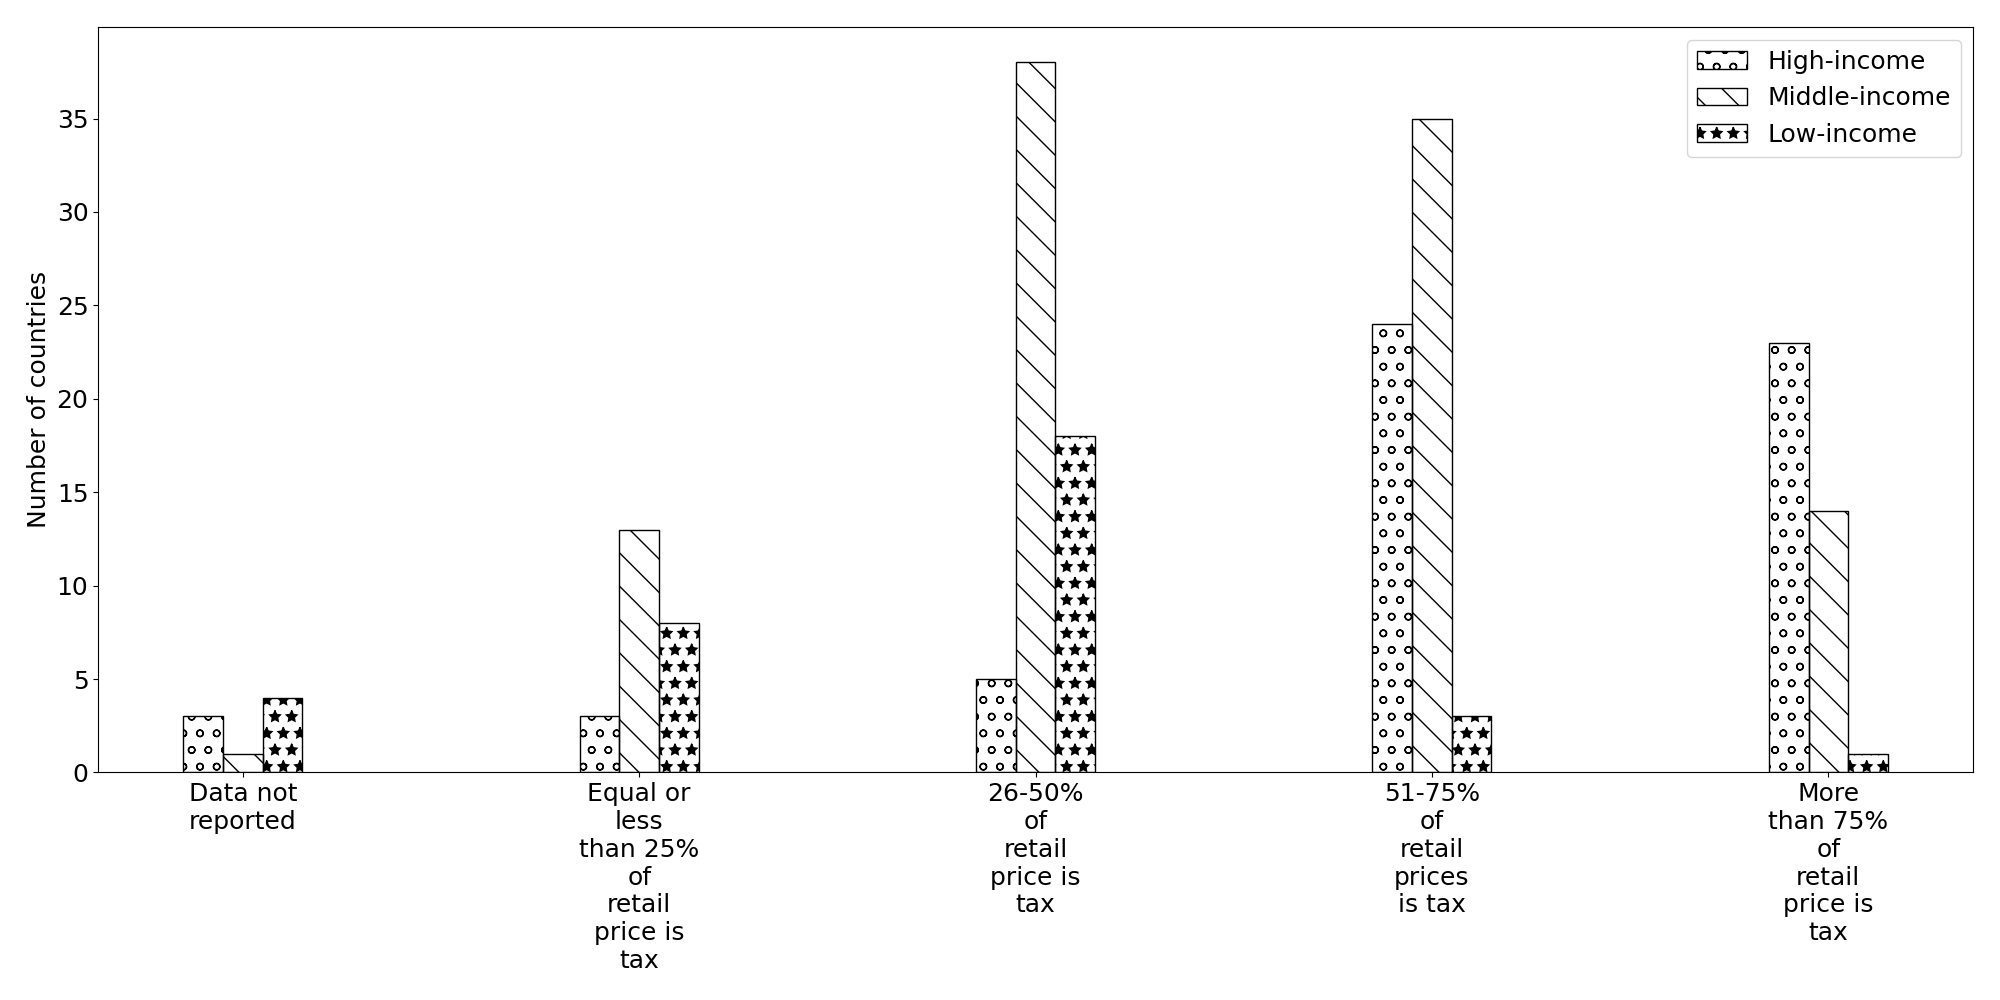 High-income
Middle-income
Low-income
Number of countries
35
30
25
20
15
10
5
0
Data not
reported
Equal or
less
than 25%
of
retail
price is
tax
26-50%
of
retail
price is
tax
51-75%
of
retail
prices
is tax
More
than 75%
of
retail
price is
tax